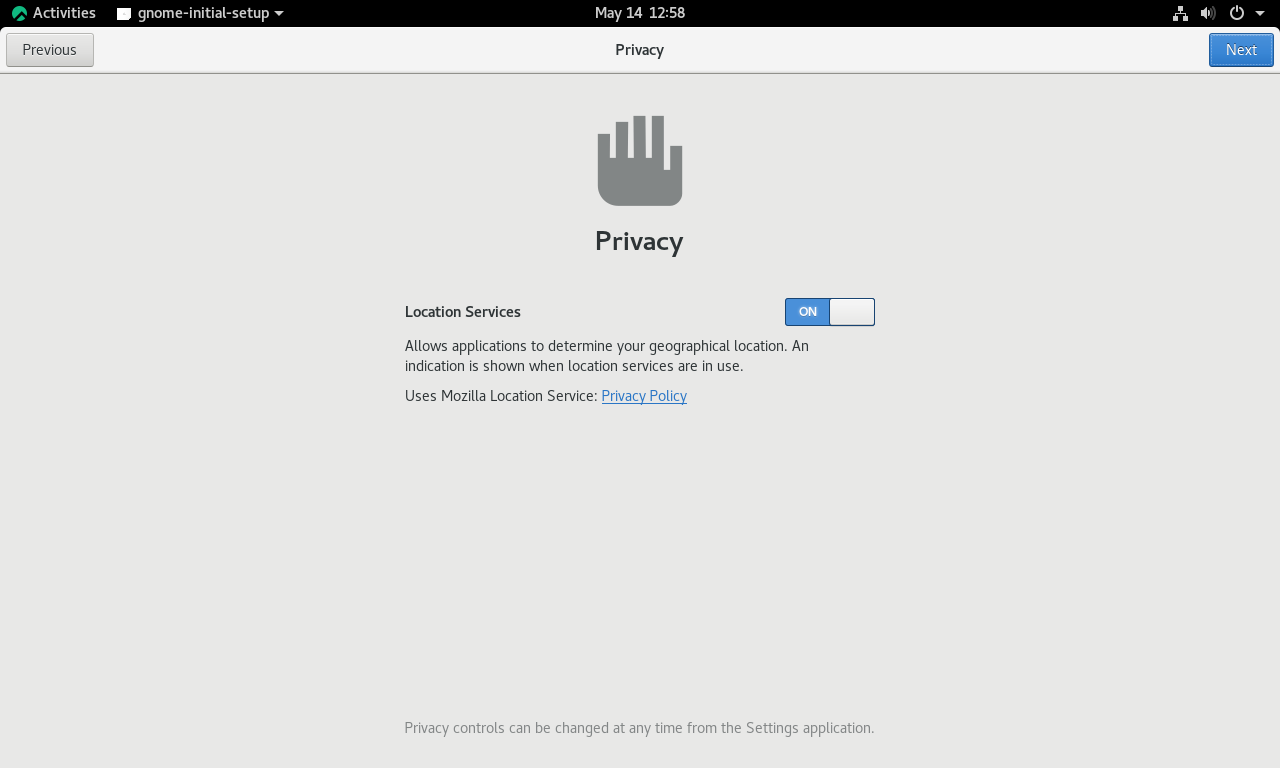 Activities gnome-initial-setup May 14 12:58
Previous Privacy Next
Privacy
Location Services ON
Allows applications to determine your geographical location. An
indication is shown when location services are in use.
Uses Mozilla Location Service: Privacy Policy
Privacy controls can be changed at any time from the Settings application.